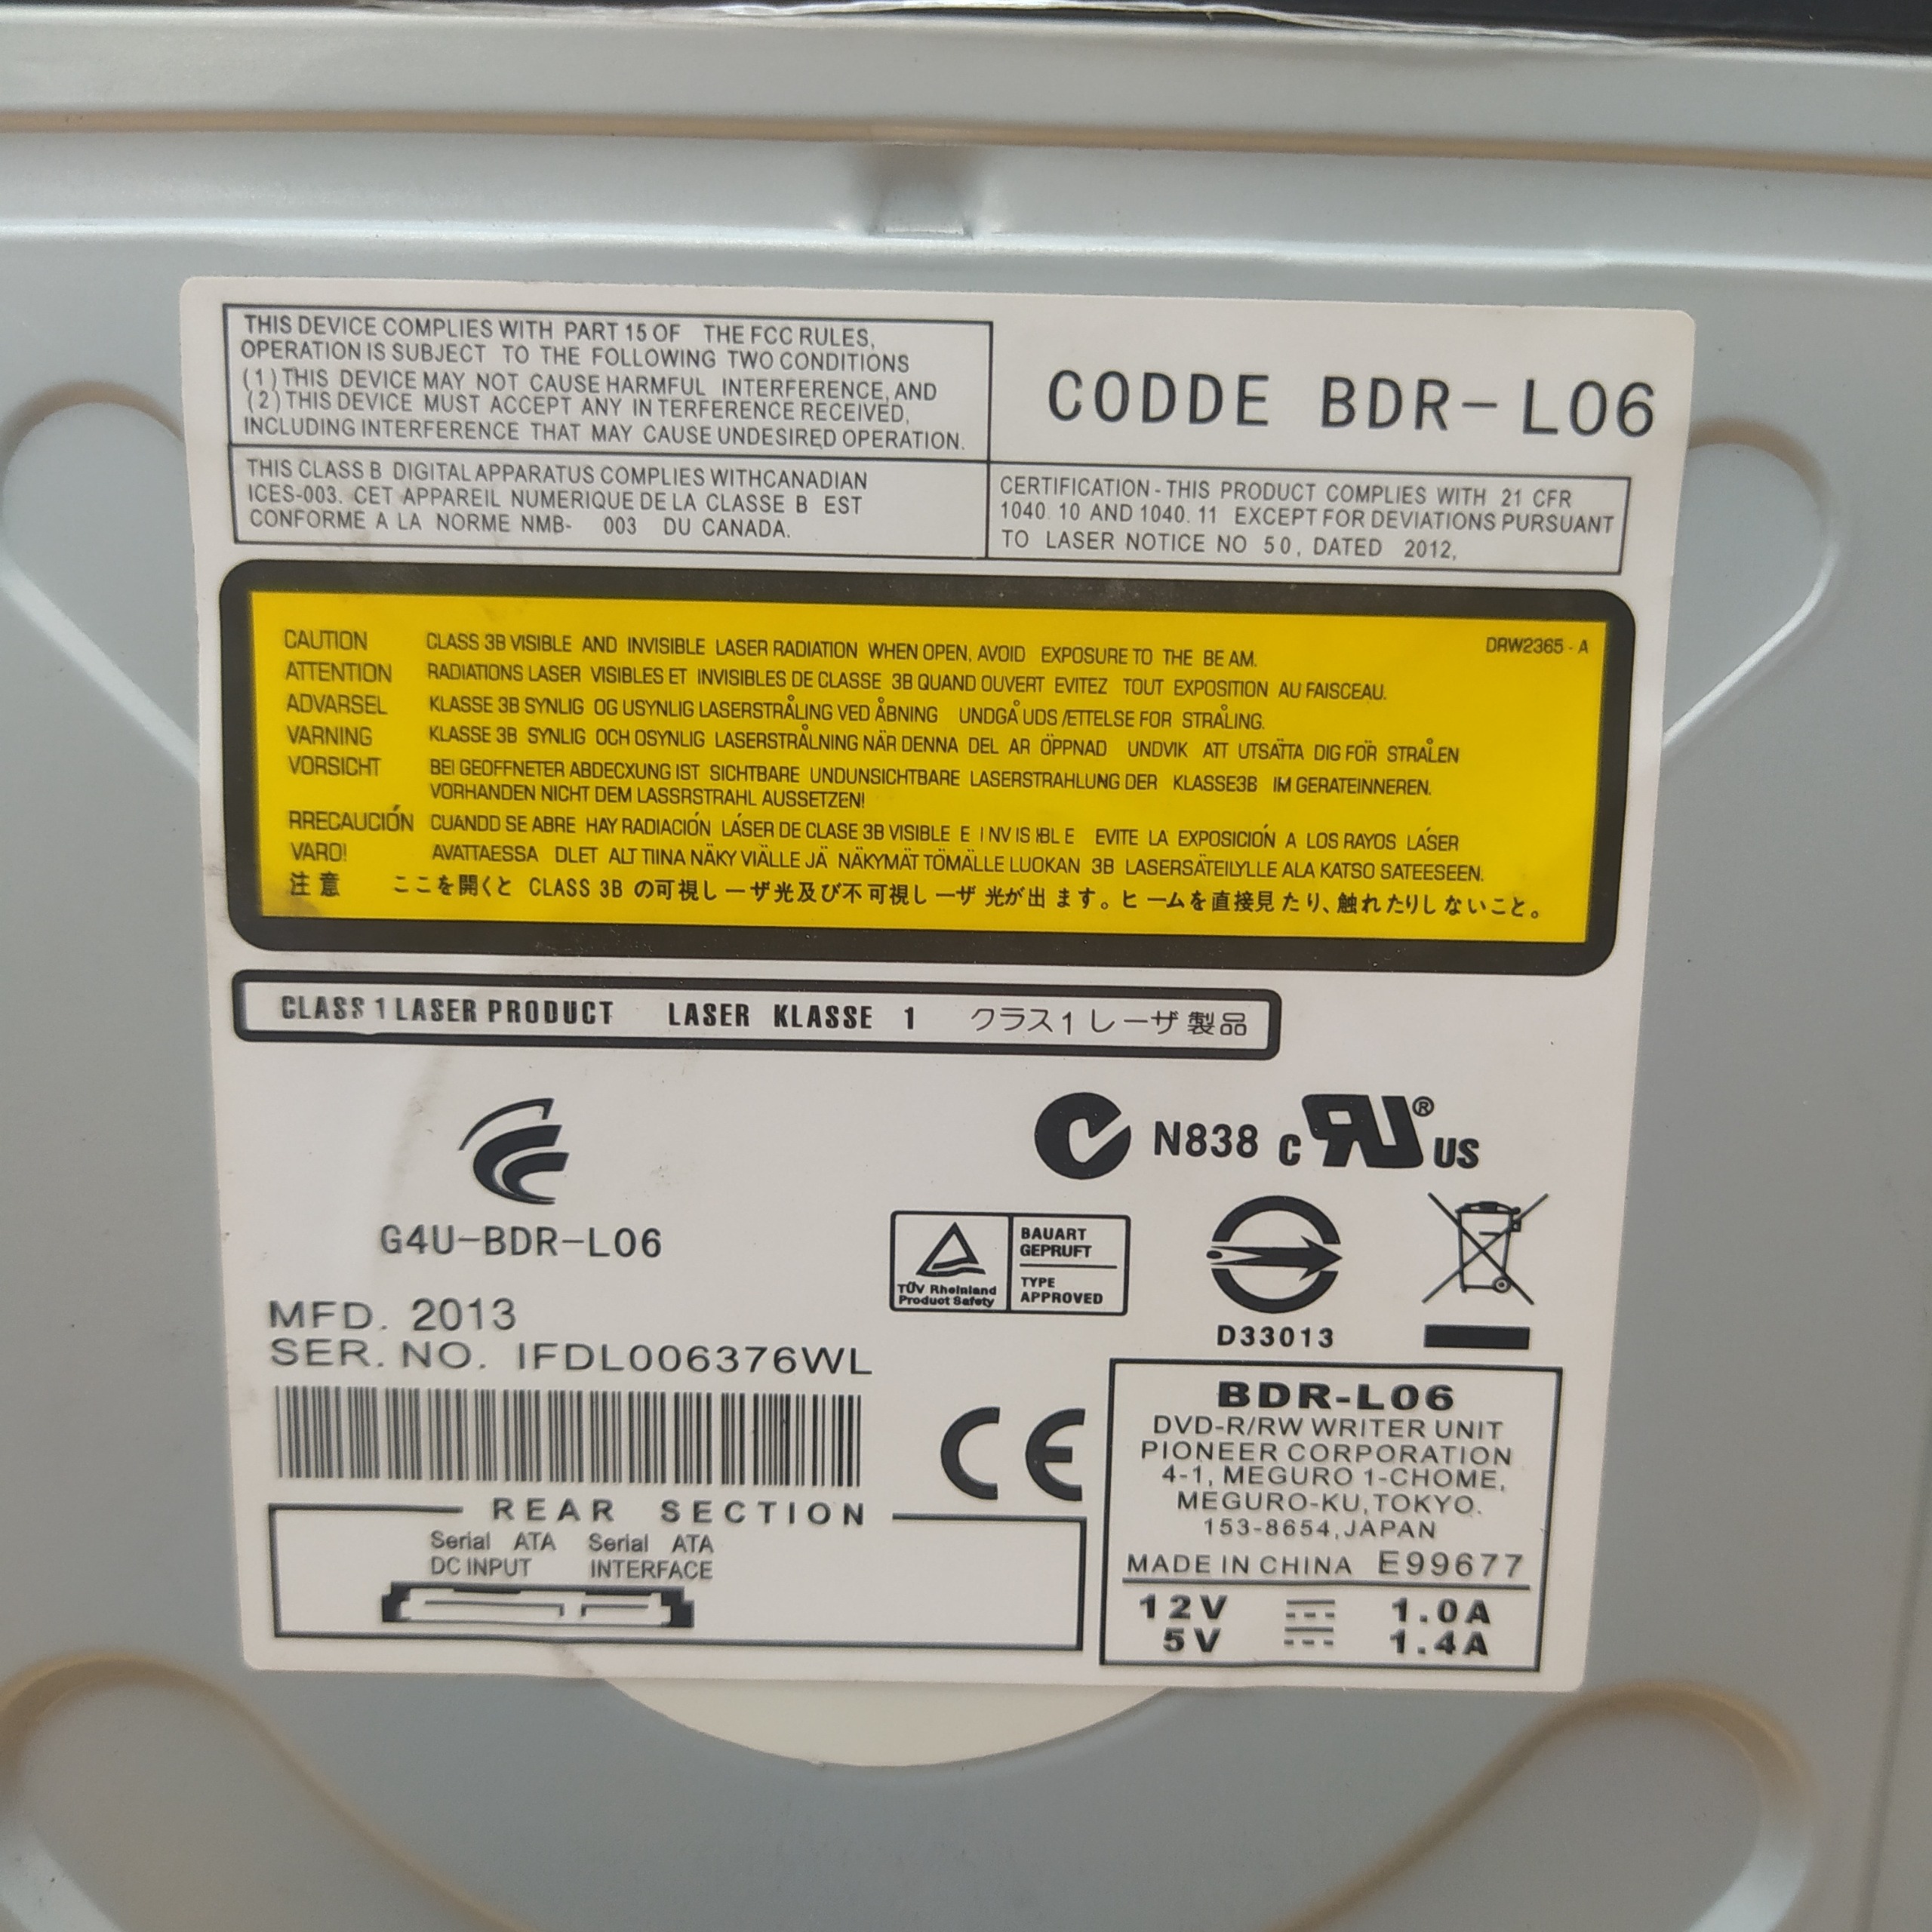 THIS DEVICE COMPLIES WITH PART 15 OF THE FCC RULES,
OPERATION IS SUBJECT TO THE FOLLOWING TWO CONDITIONS
(1) THIS DEVICE MAY NOT CAUSE HARMFUL INTERFERENCE, AND
(2) THIS DEVICE MUST ACCEPT ANY IN TERFERENCE RECEIVED,
INCLUDING INTERFERENCE THAT MAY CAUSE UNDESIRED OPERATION.
CODDE BDR-L06
THIS CLASS B DIGITAL APPARATUS COMPLIES WITHCANADIAN
ICES-003. CET APPAREIL NUMERIQUE DE LA CLASSE B EST
CONFORME A LA NORME NMB- 003 DU CANADA.
CERTIFICATION - THIS PRODUCT COMPLIES WITH 21 CFR
1040. 10 AND 1040. 11 EXCEPT FOR DEVIATIONS PURSUANT
TO LASER NOTICE NO 50, DATED 2012,
DRW2365 - A
CAUTION CLASS 3B VISIBLE AND INVISIBLE LASER RADIATION WHEN OPEN, AVOID EXPOSURE TO THE BE AM.
ATTENTION RADIATIONS LASER VISIBLES ET INVISIBLES DE CLASSE 3B QUAND OUVERT EVITEZ TOUT EXPOSITION AU FAISCEAU.
ADVARSEL KLASSE 3B SYNLIG OG USYNLIG LASERSTRÅLING VED ÅBNING UNDGÅ UDS /ETTELSE FOR STRÅLING.
VARNING KLASSE 3B SYNLIG OCH OSYNLIG LASERSTRÅLNING NÄR DENNA DEL AR ÖPPNAD UNDVIK ATT UTSÄTTA DIG FÖR STRÅLEN
VORSICHT BEI GEOFFNETER ABDECXUNG IST SICHTBARE UNDUNSICHTBARE LASERSTRAHLUNG DER KLASSE3B IM GERATEINNEREN.
VORHANDEN NICHT DEM LASSRSTRAHL AUSSETZEN!
RRECAUCIÓN CUANDD SE ABRE HAY RADIACIÓN LÁSER DE CLASE 3B VISIBLE E INVISIBLE EVITE LA EXPOSICIÓN A LOS RAYOS LÁSER
VARO! AVATTAESSA DLET ALTTIINA NÄKY VIÄLLE JÄ NÄKYMÄT TÖMÄLLE LUOKAN 3B LASERSÄTEILYLLE ALA KATSO SATEESEEN.
注意 ここを開くと CLASS 3B の可視しーザ光及び不可視しーザ光が出ます。ヒームを直接見たり、触れたりしないこと。
CLASS 1 LASER PRODUCT LASER KLASSE 1 クラス1レーザ製品
N838 c RU® US
G4U-BDR-L06
TÜV Rheinland
Product Safety
BAUART
GEPRUFT
TYPE
APPROVED
D33013
MFD. 2013
SER. NO. IFDL006376WL
CE
REAR SECTION
Serial ATA Serial ATA
DC INPUT INTERFACE
BDR-L06
DVD-R/RW WRITER UNIT
PIONEER CORPORATION
4-1, MEGURO 1-CHOME,
MEGURO-KU, TOKYO.
153-8654, JAPAN
MADE IN CHINA E99677
12V 1.0A
5V 1.4A